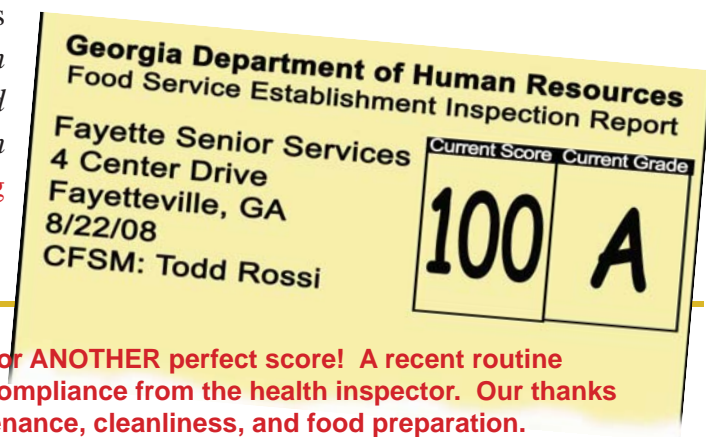 Georgia Department of Human Resources
Food Service Establishment Inspection Report
Fayette Senior Services
4 Center Drive
Fayetteville, GA
8/22/08
CFSM: Todd Rossi
Current Score Current Grade
100 A
or ANOTHER perfect score! A recent routine
ompliance from the health inspector. Our thanks
enance, cleanliness, and food preparation.